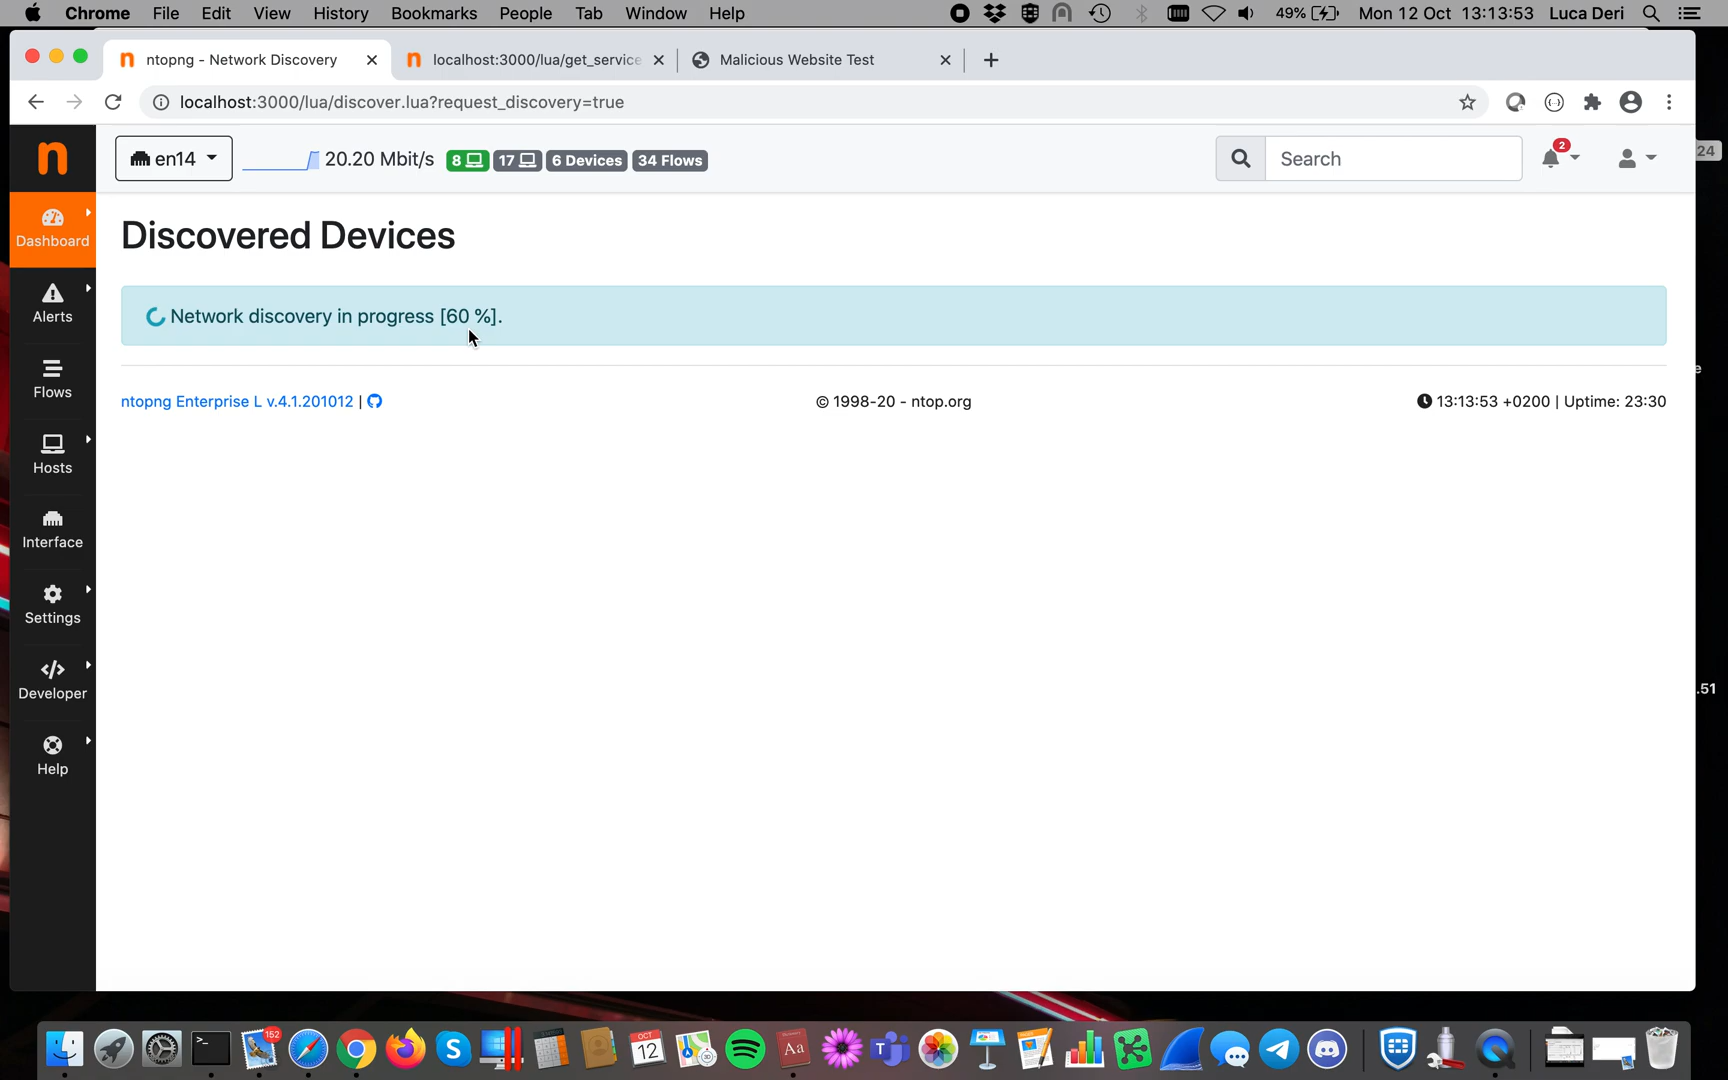 Chrome File Edit View History Bookmarks People Tab Window Help 49% Mon 12 Oct 13:13:53 Luca Deri
ntopng - Network Discovery
localhost:3000/lua/get_service
Malicious Website Test
localhost:3000/lua/discover.lua?request_discovery=true
en14 20.20 Mbit/s 8 17 6 Devices 34 Flows Search 2
24
Dashboard
Alerts
Flows
Hosts
Interface
Settings
Developer
Help
Discovered Devices
Network discovery in progress [60 %].
ntopng Enterprise L v.4.1.201012 | © 1998-20 - ntop.org 13:13:53 +0200 | Uptime: 23:30
e
.51
152
OCT
12
3D
Aa